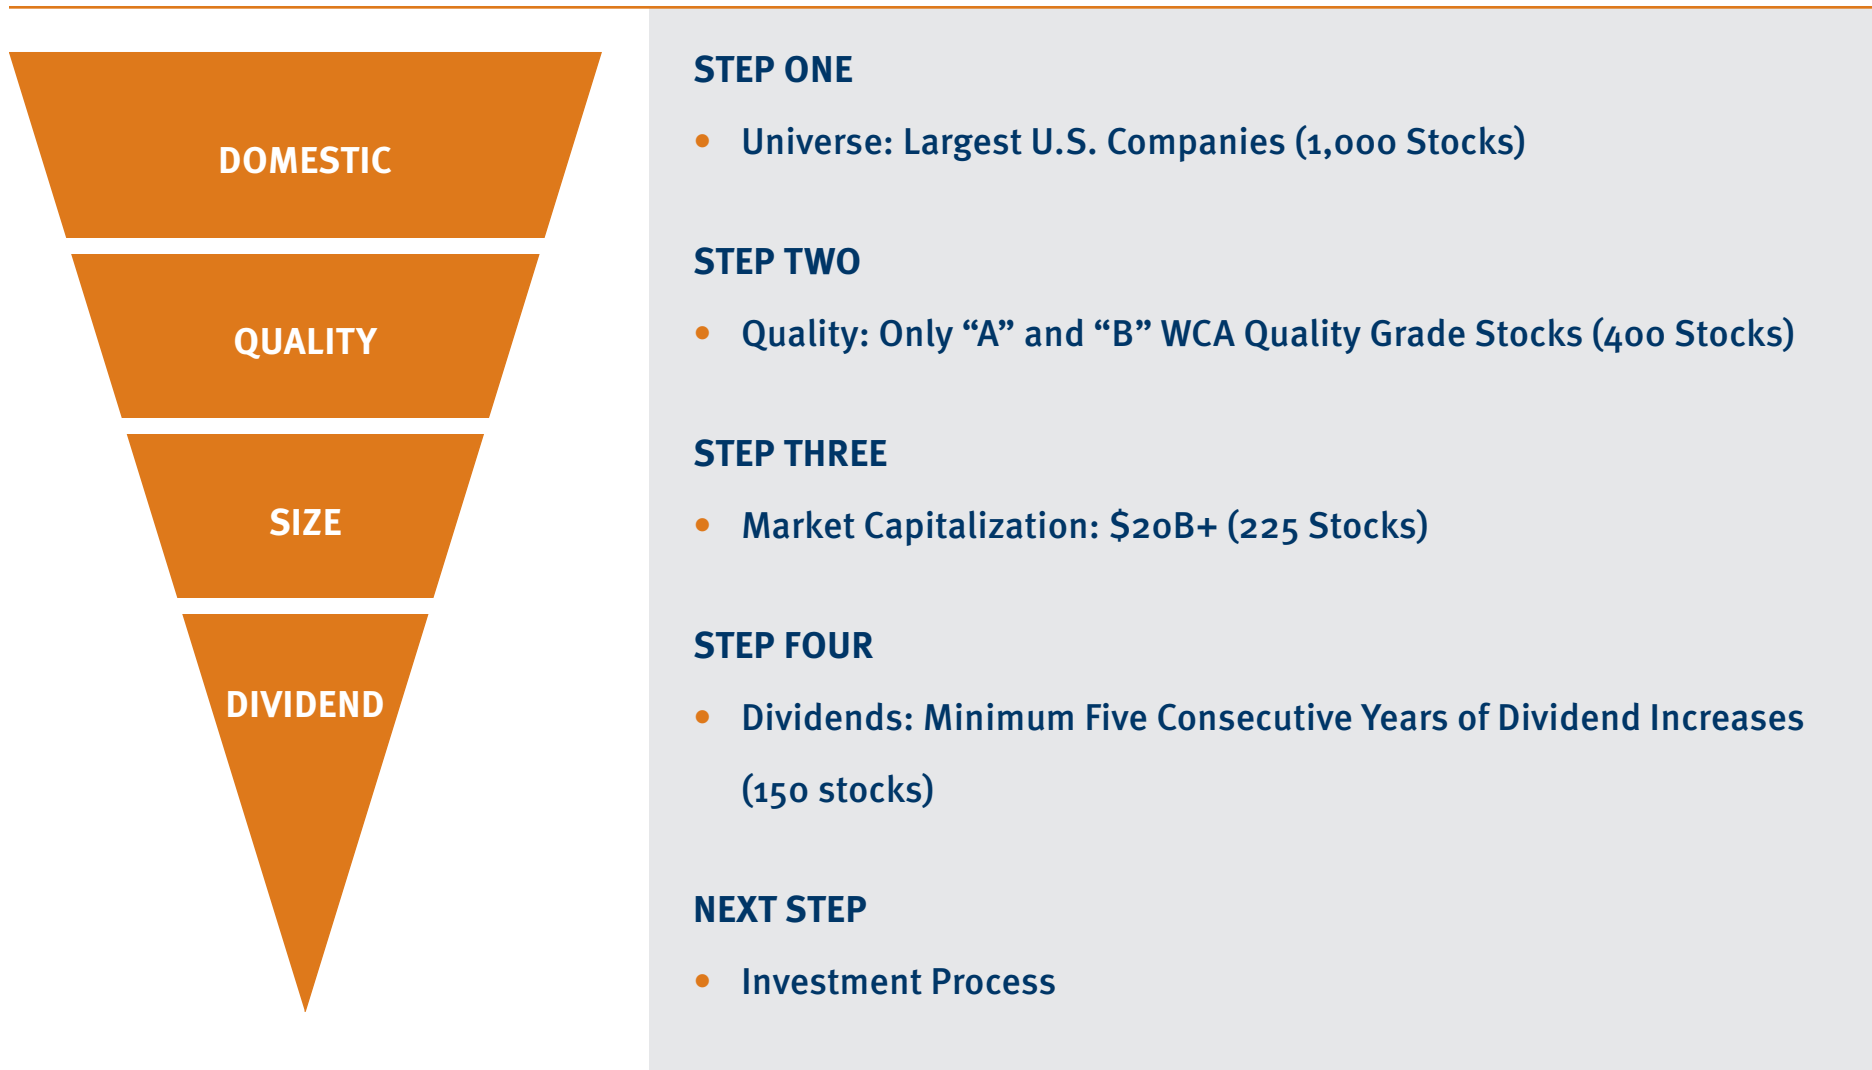 DOMESTIC
QUALITY
SIZE
DIVIDEND
STEP ONE
• Universe: Largest U.S. Companies (1,000 Stocks)
STEP TWO
• Quality: Only “A” and “B” WCA Quality Grade Stocks (400 Stocks)
STEP THREE
• Market Capitalization: $20B+ (225 Stocks)
STEP FOUR
• Dividends: Minimum Five Consecutive Years of Dividend Increases
(150 stocks)
NEXT STEP
• Investment Process